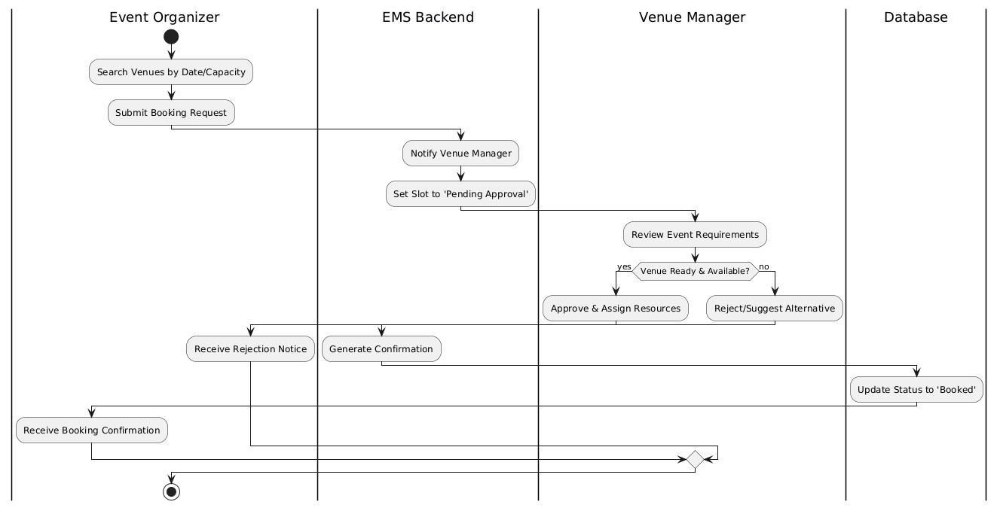 Event Organizer
EMS Backend
Venue Manager
Database
Search Venues by Date/Capacity
Submit Booking Request
Notify Venue Manager
Set Slot to 'Pending Approval'
Review Event Requirements
yes
Venue Ready & Available?
no
Approve & Assign Resources
Reject/Suggest Alternative
Receive Rejection Notice
Generate Confirmation
Update Status to 'Booked'
Receive Booking Confirmation